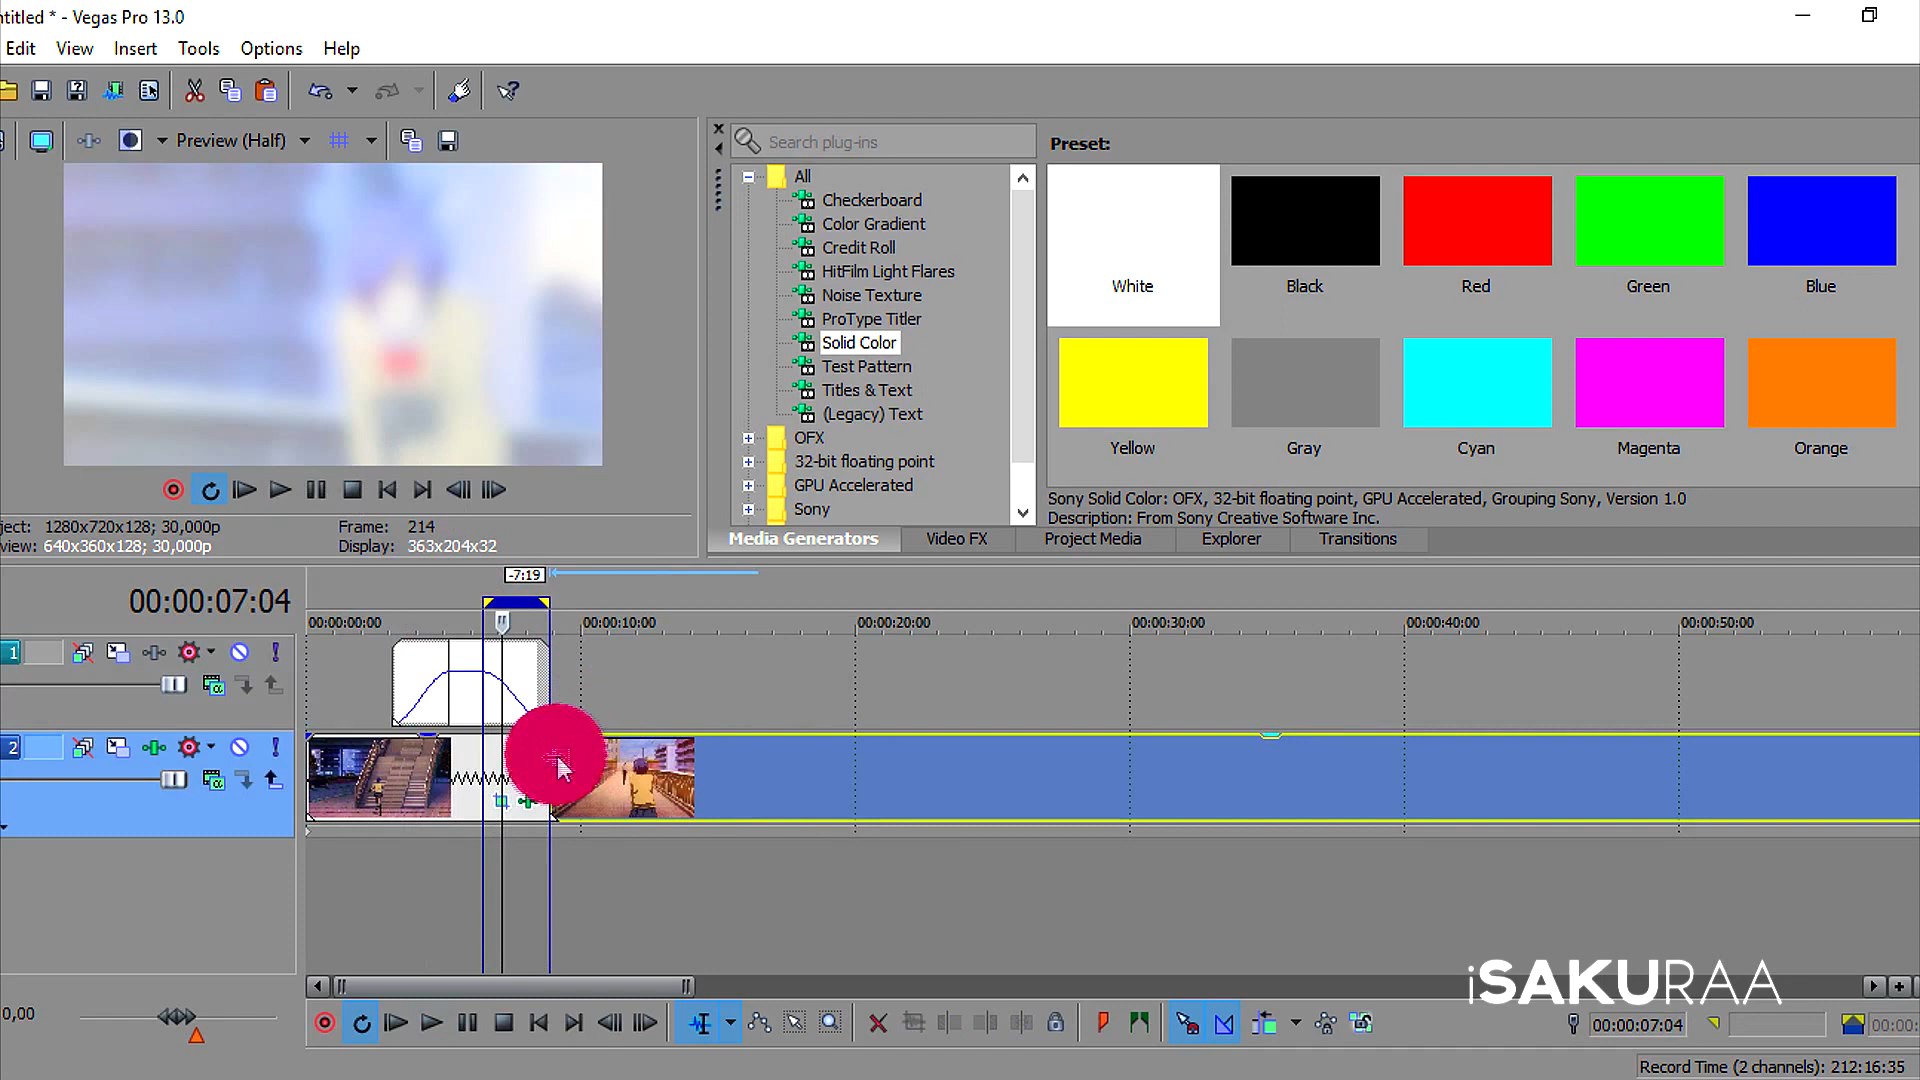 ntitled * - Vegas Pro 13.0
Edit View Insert Tools Options Help
Preview (Half)
Search plug-ins
Preset:
All
Checkerboard
Color Gradient
Credit Roll
HitFilm Light Flares
Noise Texture
ProType Titler
Solid Color
Test Pattern
Titles & Text
(Legacy) Text
OFX
32-bit floating point
GPU Accelerated
Sony
White Black Red Green Blue
Yellow Gray Cyan Magenta Orange
Sony Solid Color: OFX, 32-bit floating point, GPU Accelerated, Grouping Sony, Version 1.0
Description: From Sony Creative Software Inc.
ject: 1280x720x128; 30,000p Frame: 214
view: 640x360x128; 30,000p Display: 363x204x32
Media Generators Video FX Project Media Explorer Transitions
-7:19
00:00:07:04
00:00:00:00 00:00:10:00 00:00:20:00 00:00:30:00 00:00:40:00 00:00:50:00
1
2
iSAKURAA
0,00
00:00:07:04
00:00:
Record Time (2 channels): 212:16:35